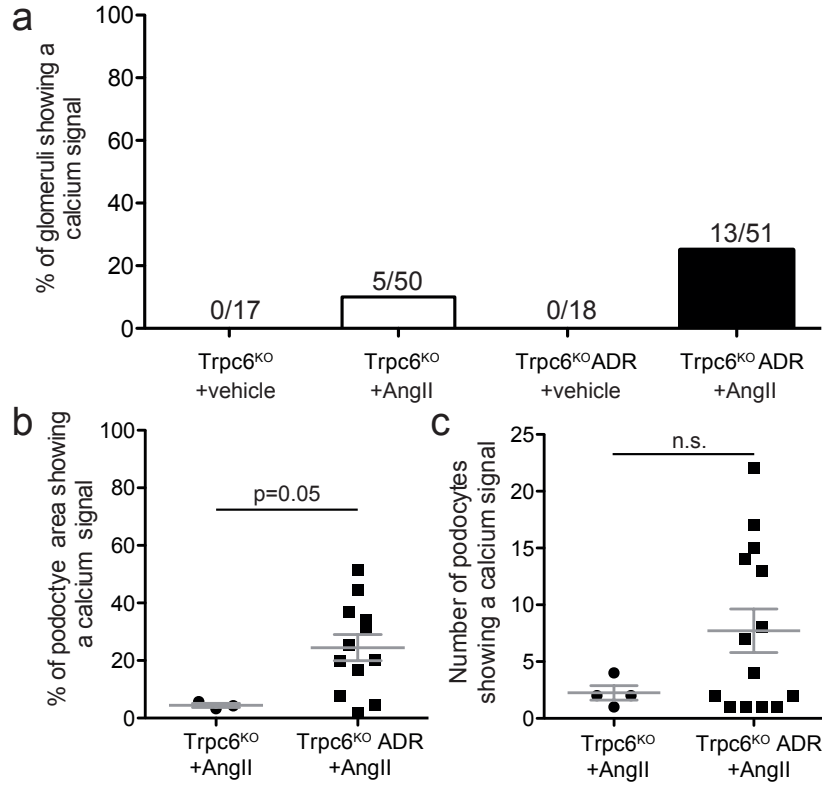 a
% of glomeruli showing a
calcium signal
100
80
60
40
20
0
0/17
5/50
0/18
13/51
Trpc6ᴷᴼ
+vehicle
Trpc6ᴷᴼ
+AngII
Trpc6ᴷᴼ ADR
+vehicle
Trpc6ᴷᴼ ADR
+AngII
b
% of podoctye area showing
a calcium signal
100
80
60
40
20
0
p=0.05
Trpc6ᴷᴼ
+AngII
Trpc6ᴷᴼ ADR
+AngII
c
Number of podocytes
showing a calcium signal
25
20
15
10
5
0
n.s.
Trpc6ᴷᴼ
+AngII
Trpc6ᴷᴼ ADR
+AngII